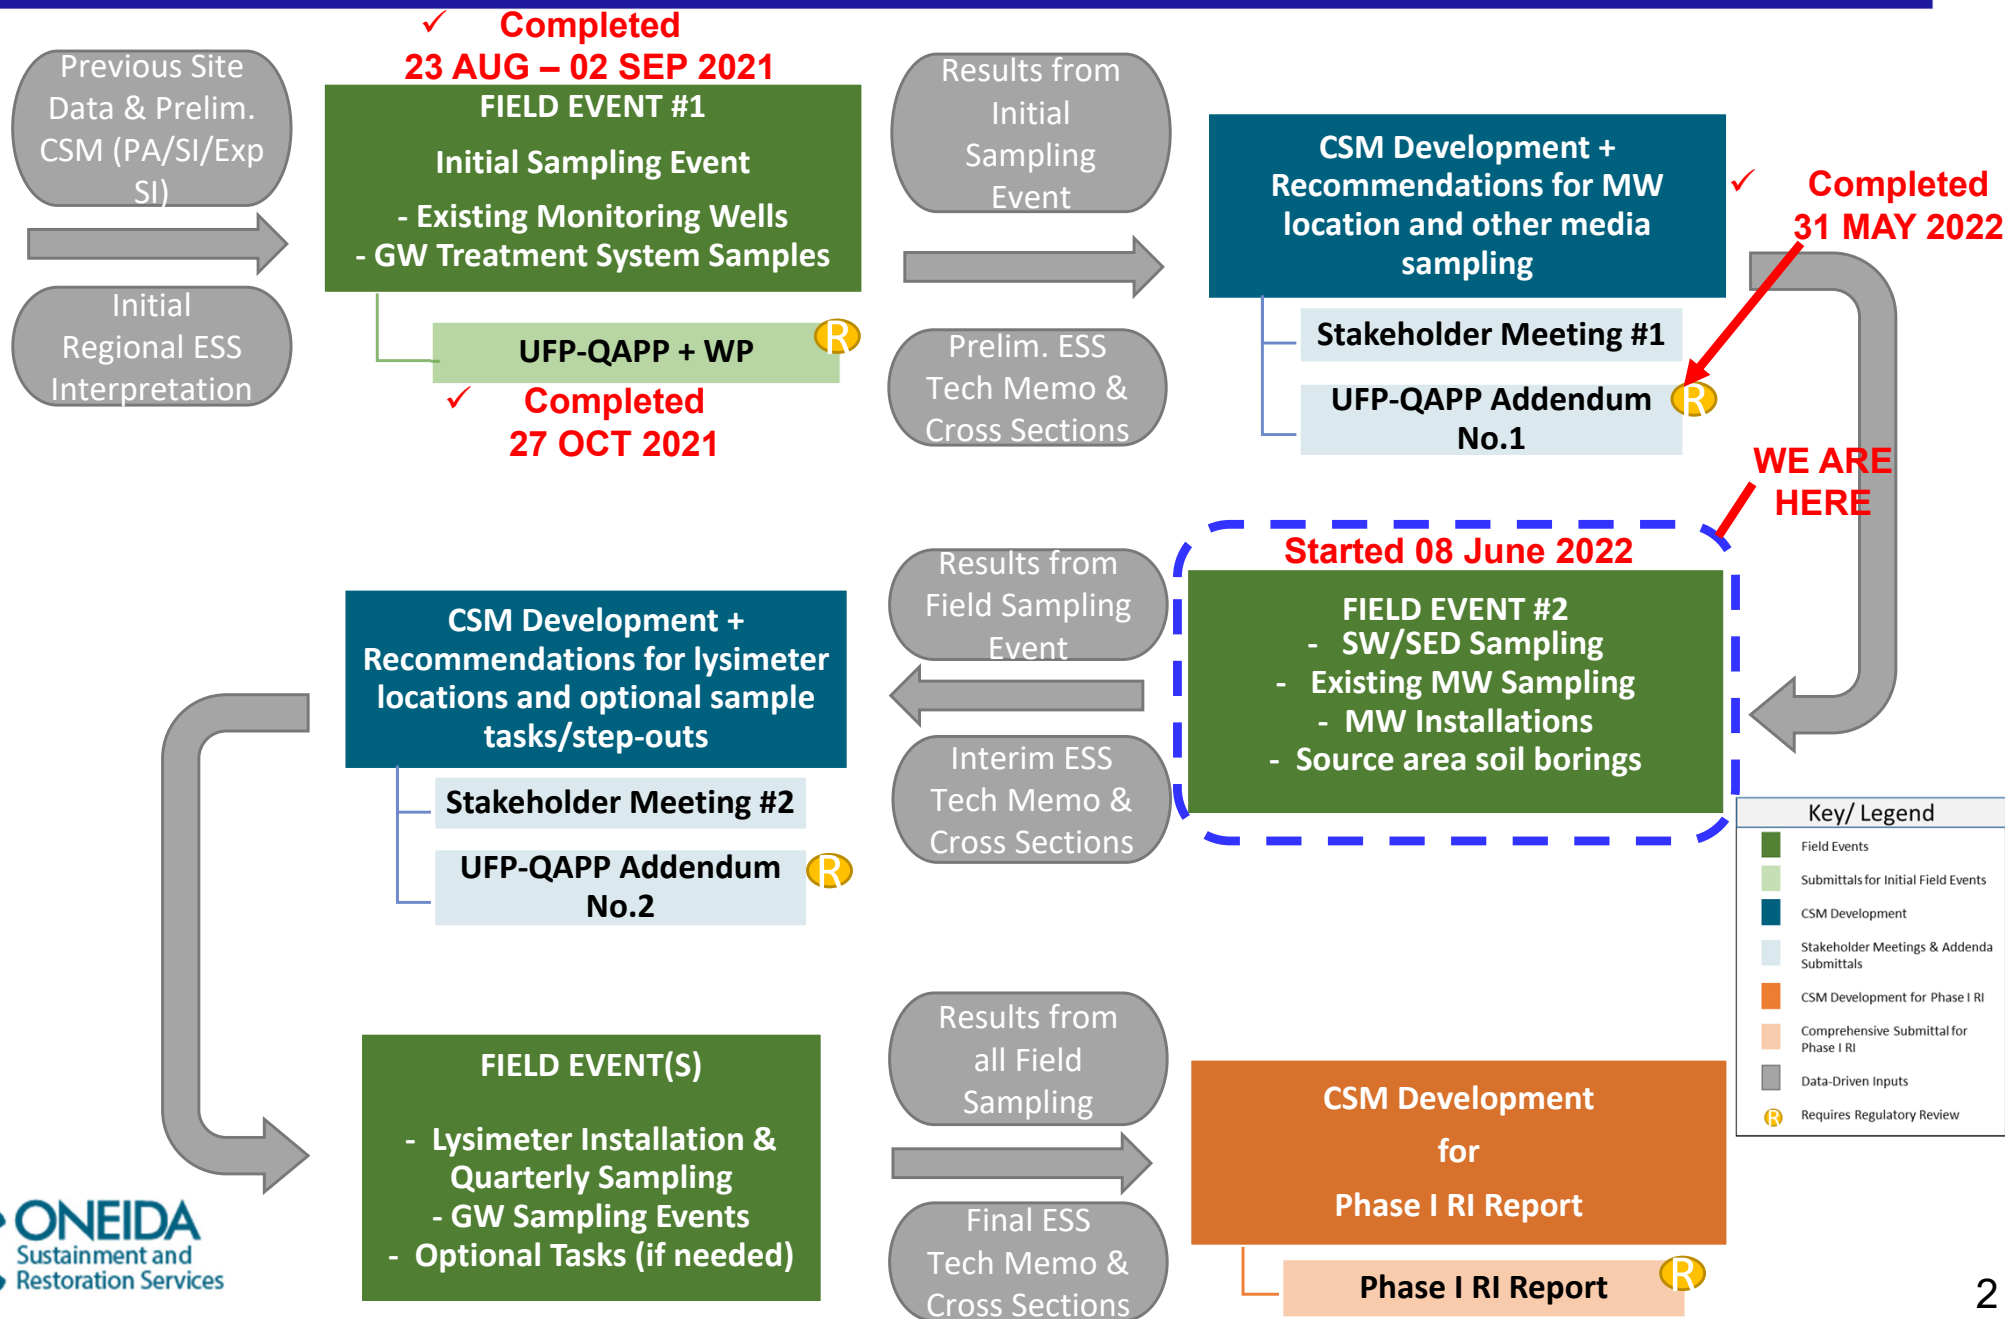 ✓ Completed
23 AUG – 02 SEP 2021
Previous Site
Data & Prelim.
CSM (PA/SI/Exp
SI)
Initial
Regional ESS
Interpretation
FIELD EVENT #1
Initial Sampling Event
- Existing Monitoring Wells
- GW Treatment System Samples
UFP-QAPP + WP
R
✓ Completed
27 OCT 2021
Results from
Initial
Sampling
Event
Prelim. ESS
Tech Memo &
Cross Sections
CSM Development +
Recommendations for MW
location and other media
sampling
Stakeholder Meeting #1
UFP-QAPP Addendum
No.1
R
✓ Completed
31 MAY 2022
WE ARE
HERE
Started 08 June 2022
FIELD EVENT #2
- SW/SED Sampling
- Existing MW Sampling
- MW Installations
- Source area soil borings
Results from
Field Sampling
Event
Interim ESS
Tech Memo &
Cross Sections
CSM Development +
Recommendations for lysimeter
locations and optional sample
tasks/step-outs
Stakeholder Meeting #2
UFP-QAPP Addendum
No.2
R
FIELD EVENT(S)
- Lysimeter Installation &
Quarterly Sampling
- GW Sampling Events
- Optional Tasks (if needed)
Results from
all Field
Sampling
Final ESS
Tech Memo &
Cross Sections
CSM Development
for
Phase I RI Report
Phase I RI Report
R
Key/ Legend
Field Events
Submittals for Initial Field Events
CSM Development
Stakeholder Meetings & Addenda
Submittals
CSM Development for Phase I RI
Comprehensive Submittal for
Phase I RI
Data-Driven Inputs
R Requires Regulatory Review
ONEIDA
Sustainment and
Restoration Services
2